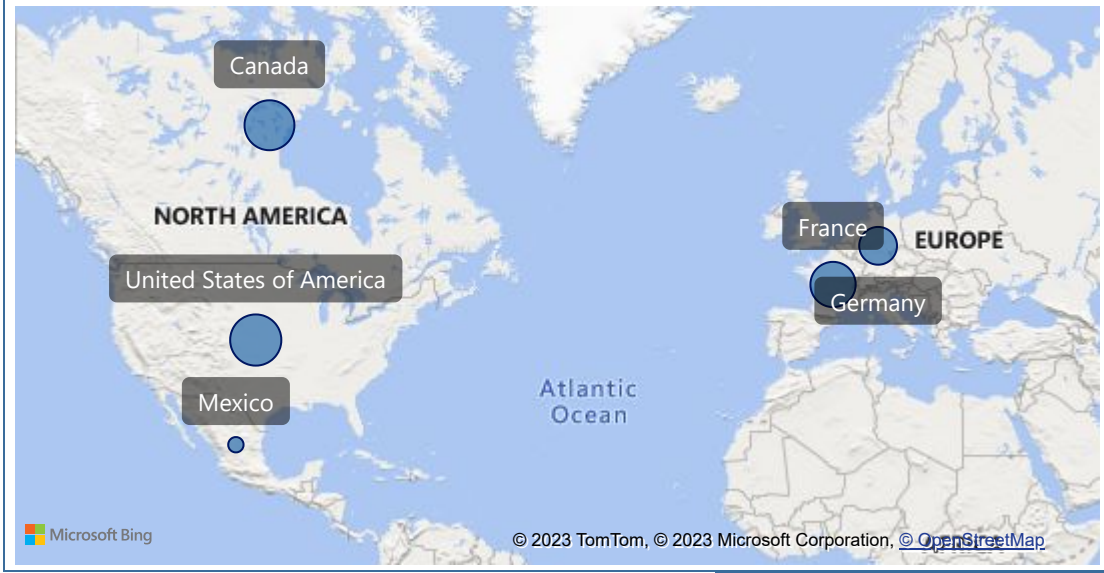 Canada
NORTH AMERICA
France
EUROPE
United States of America
Germany
Atlantic
Ocean
Mexico
Microsoft Bing
© 2023 TomTom, © 2023 Microsoft Corporation, © OpenStreetMap